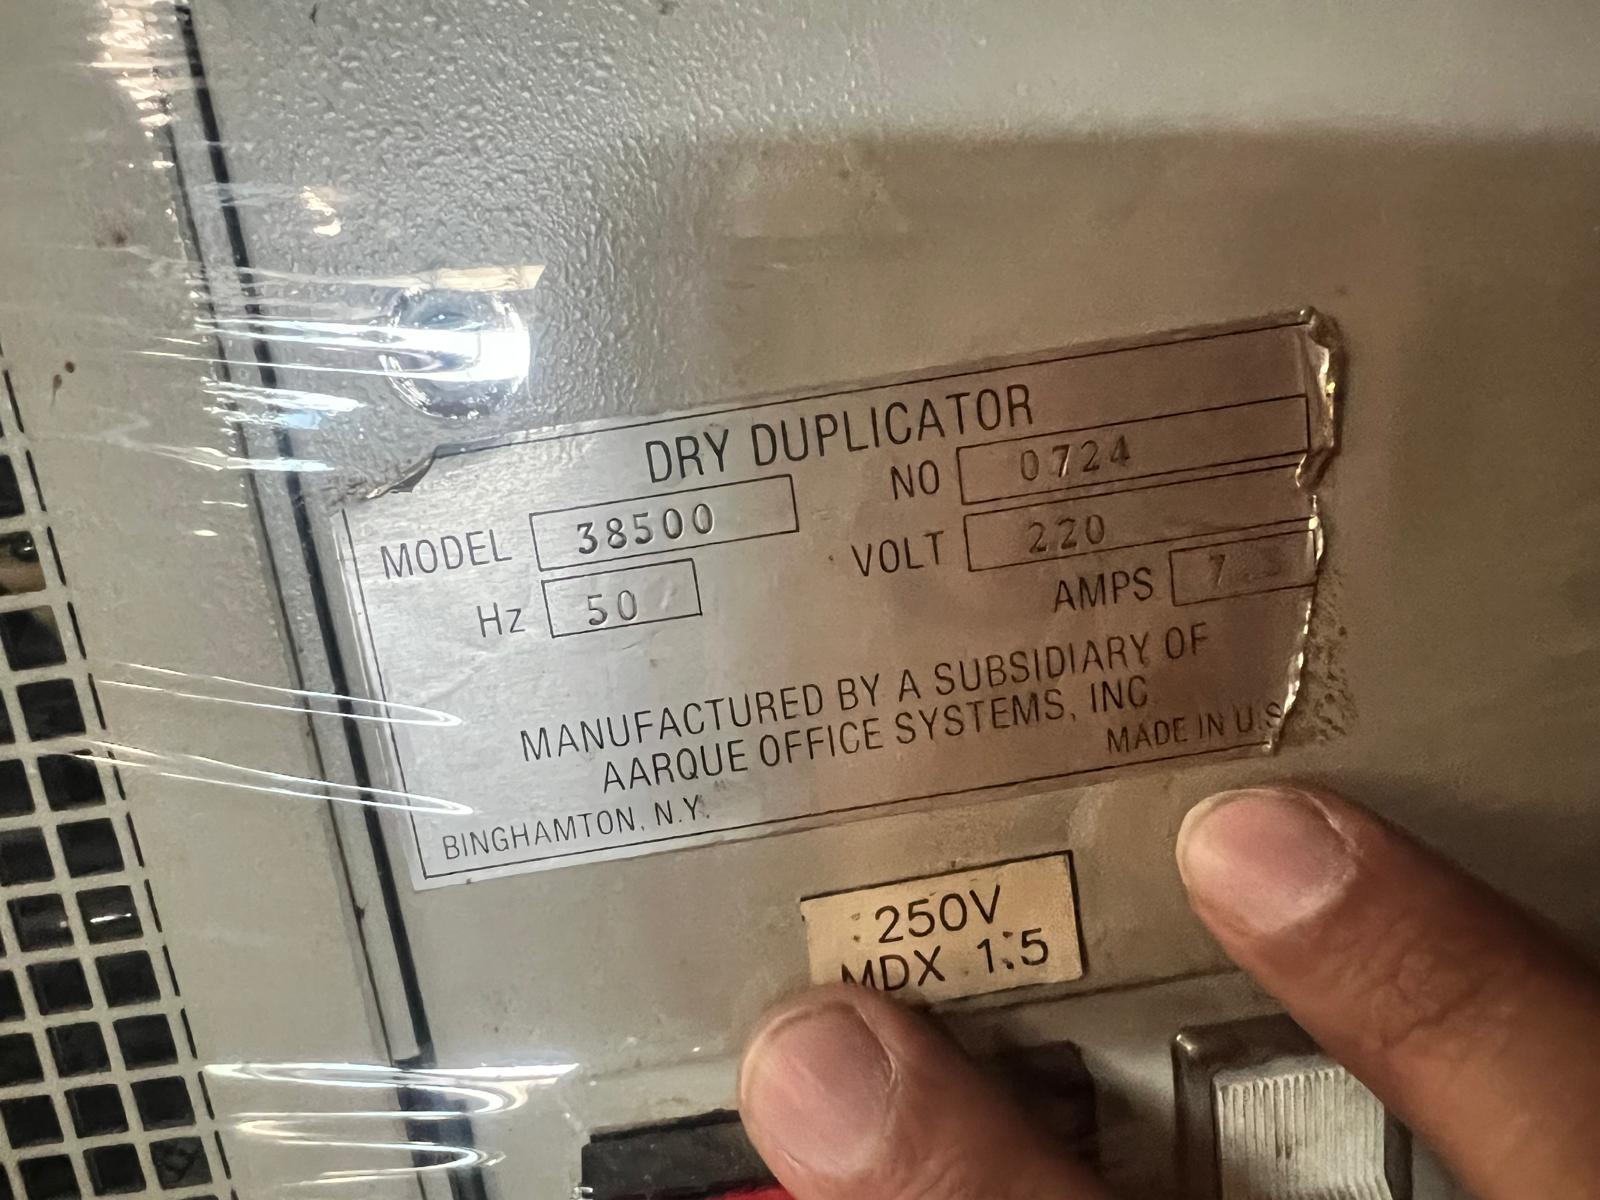 DRY DUPLICATOR
NO 0724
MODEL 38500
VOLT 220
Hz 50
AMPS 7
MANUFACTURED BY A SUBSIDIARY OF
AARQUE OFFICE SYSTEMS, INC
MADE IN U.S
BINGHAMTON, N.Y.
250V
MDX 1.5